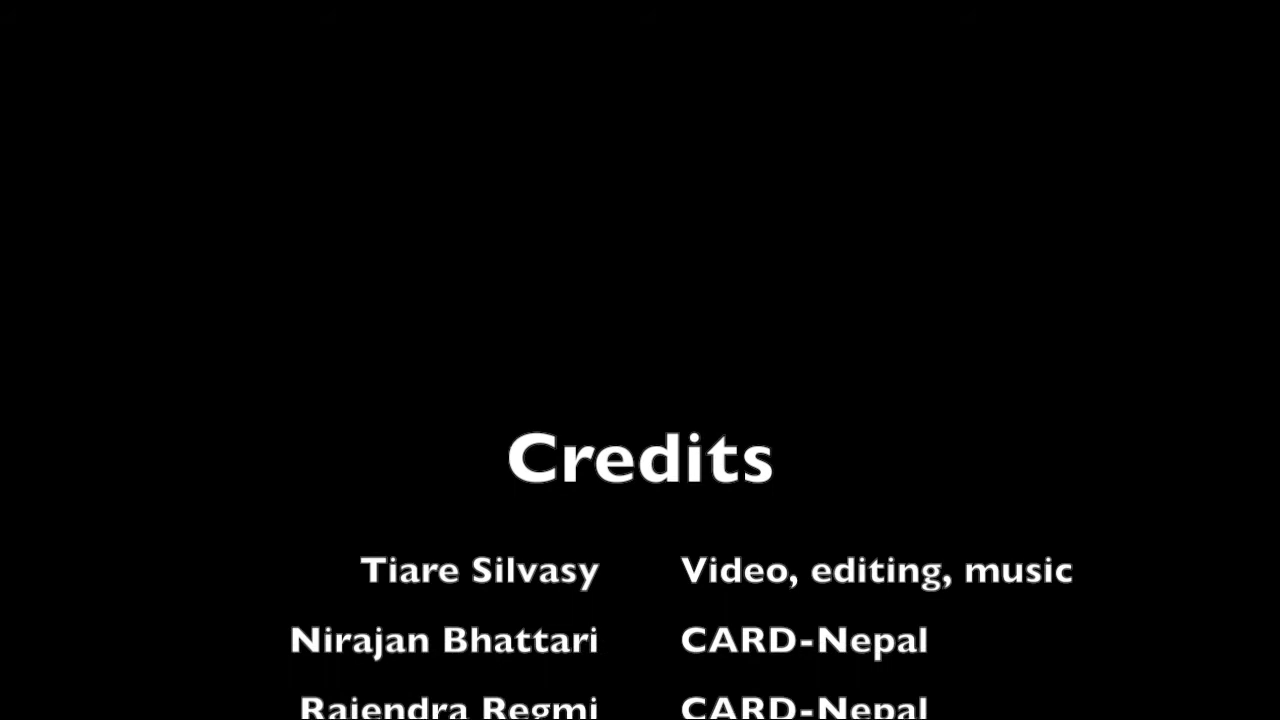 Credits
Tiare Silvasy Video, editing, music
Nirajan Bhattari CARD-Nepal
Rajendra Regmi CARD-Nepal